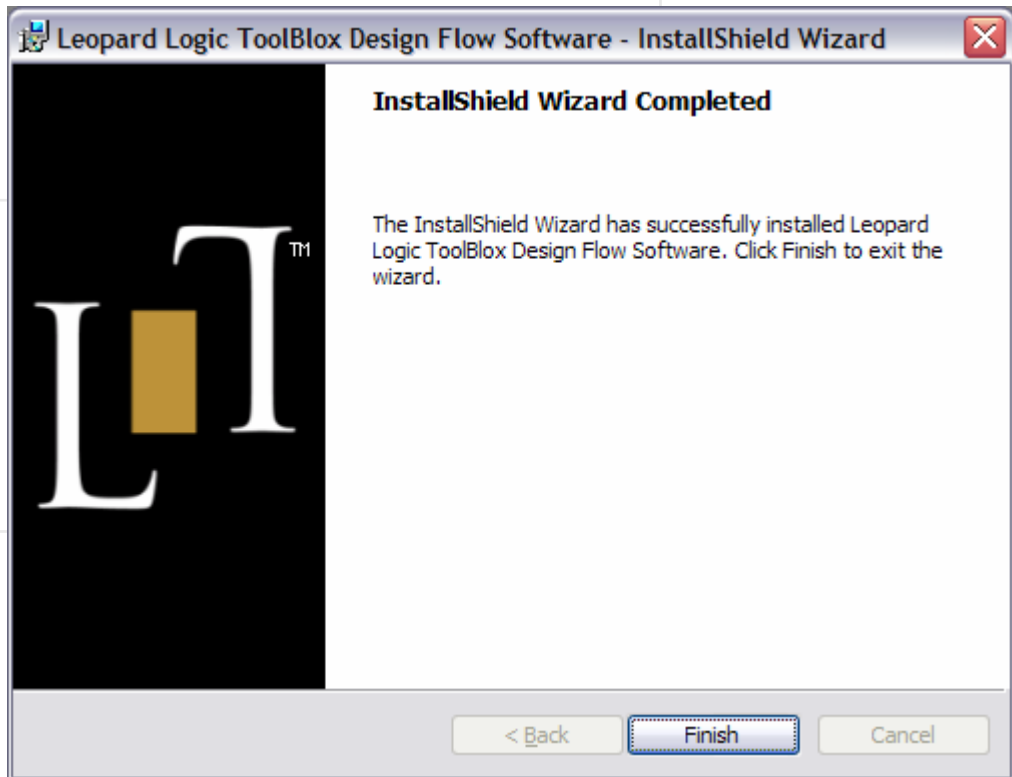 Leopard Logic ToolBlox Design Flow Software - InstallShield Wizard
InstallShield Wizard Completed
The InstallShield Wizard has successfully installed Leopard
Logic ToolBlox Design Flow Software. Click Finish to exit the
wizard.
LL
TM
< Back
Finish
Cancel